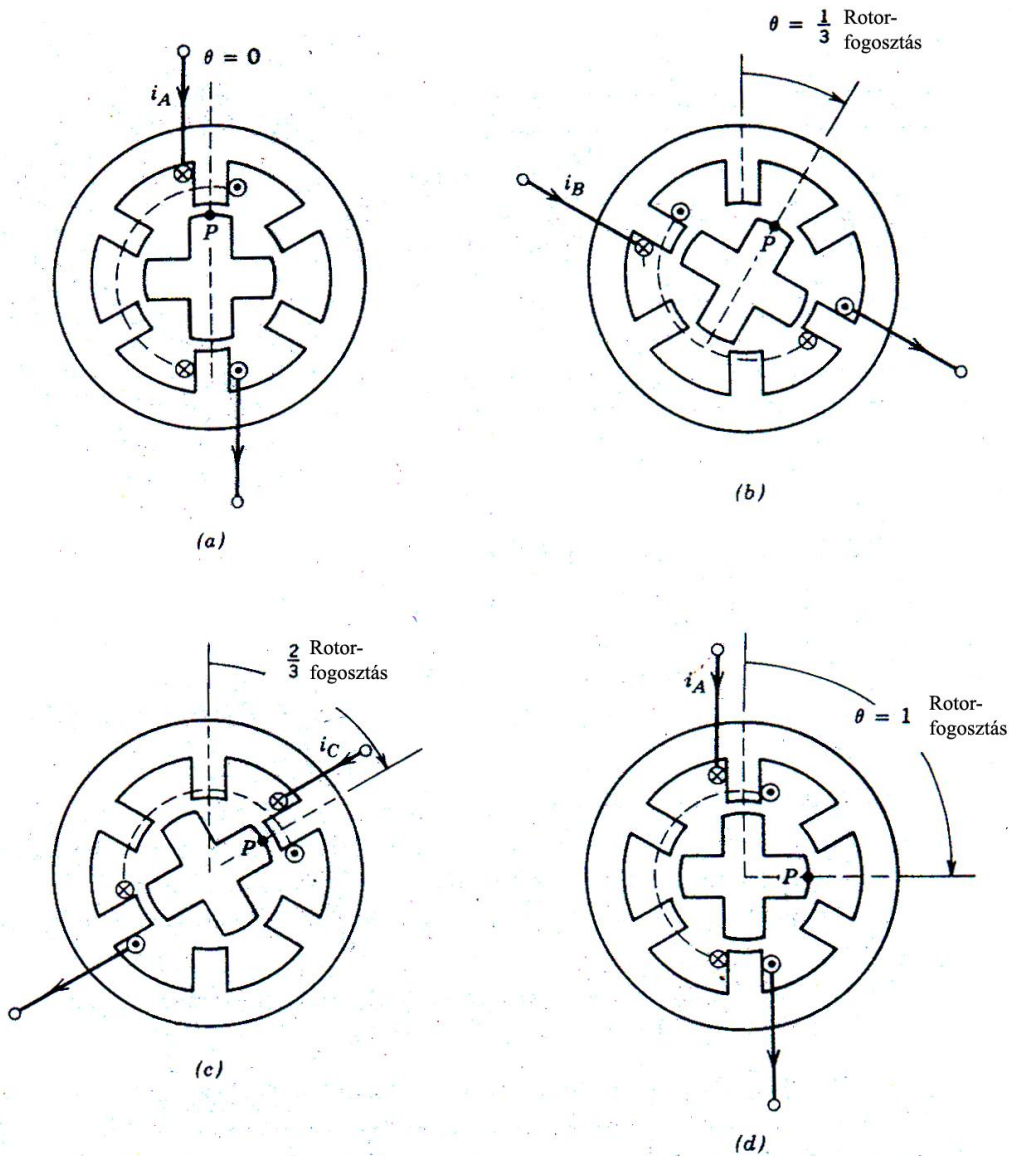 θ = 0
i_A
P
(a)
θ = 1/3 Rotor-
fogosztás
i_B
P
(b)
2/3 Rotor-
fogosztás
i_C
P
(c)
i_A
θ = 1 Rotor-
fogosztás
P
(d)